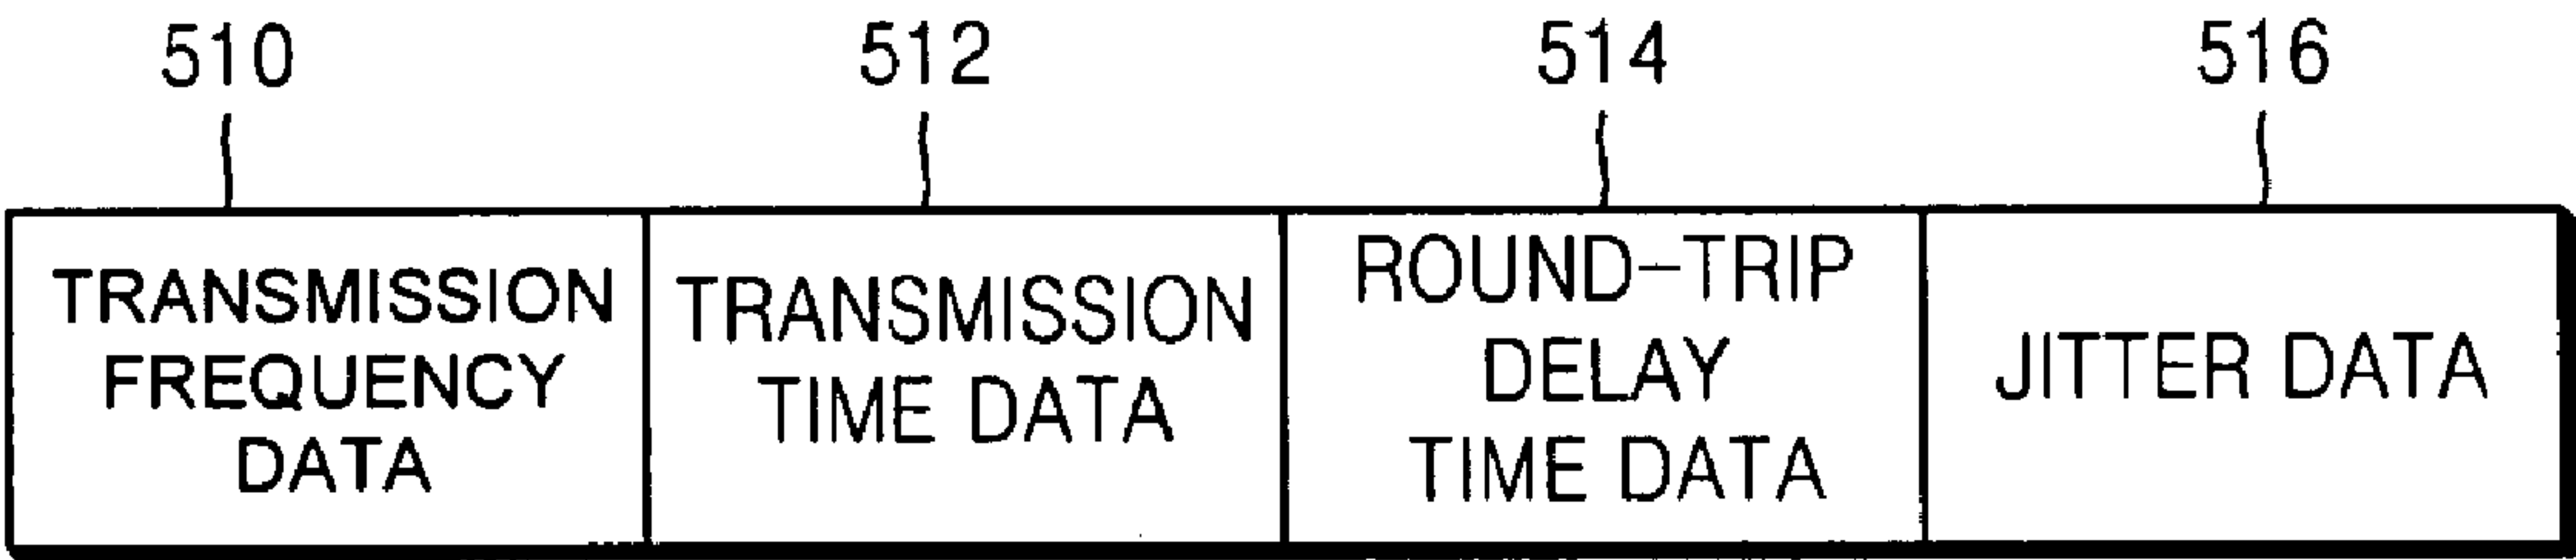 510
512
514
516
TRANSMISSION
FREQUENCY
DATA
TRANSMISSION
TIME DATA
ROUND-TRIP
DELAY
TIME DATA
JITTER DATA